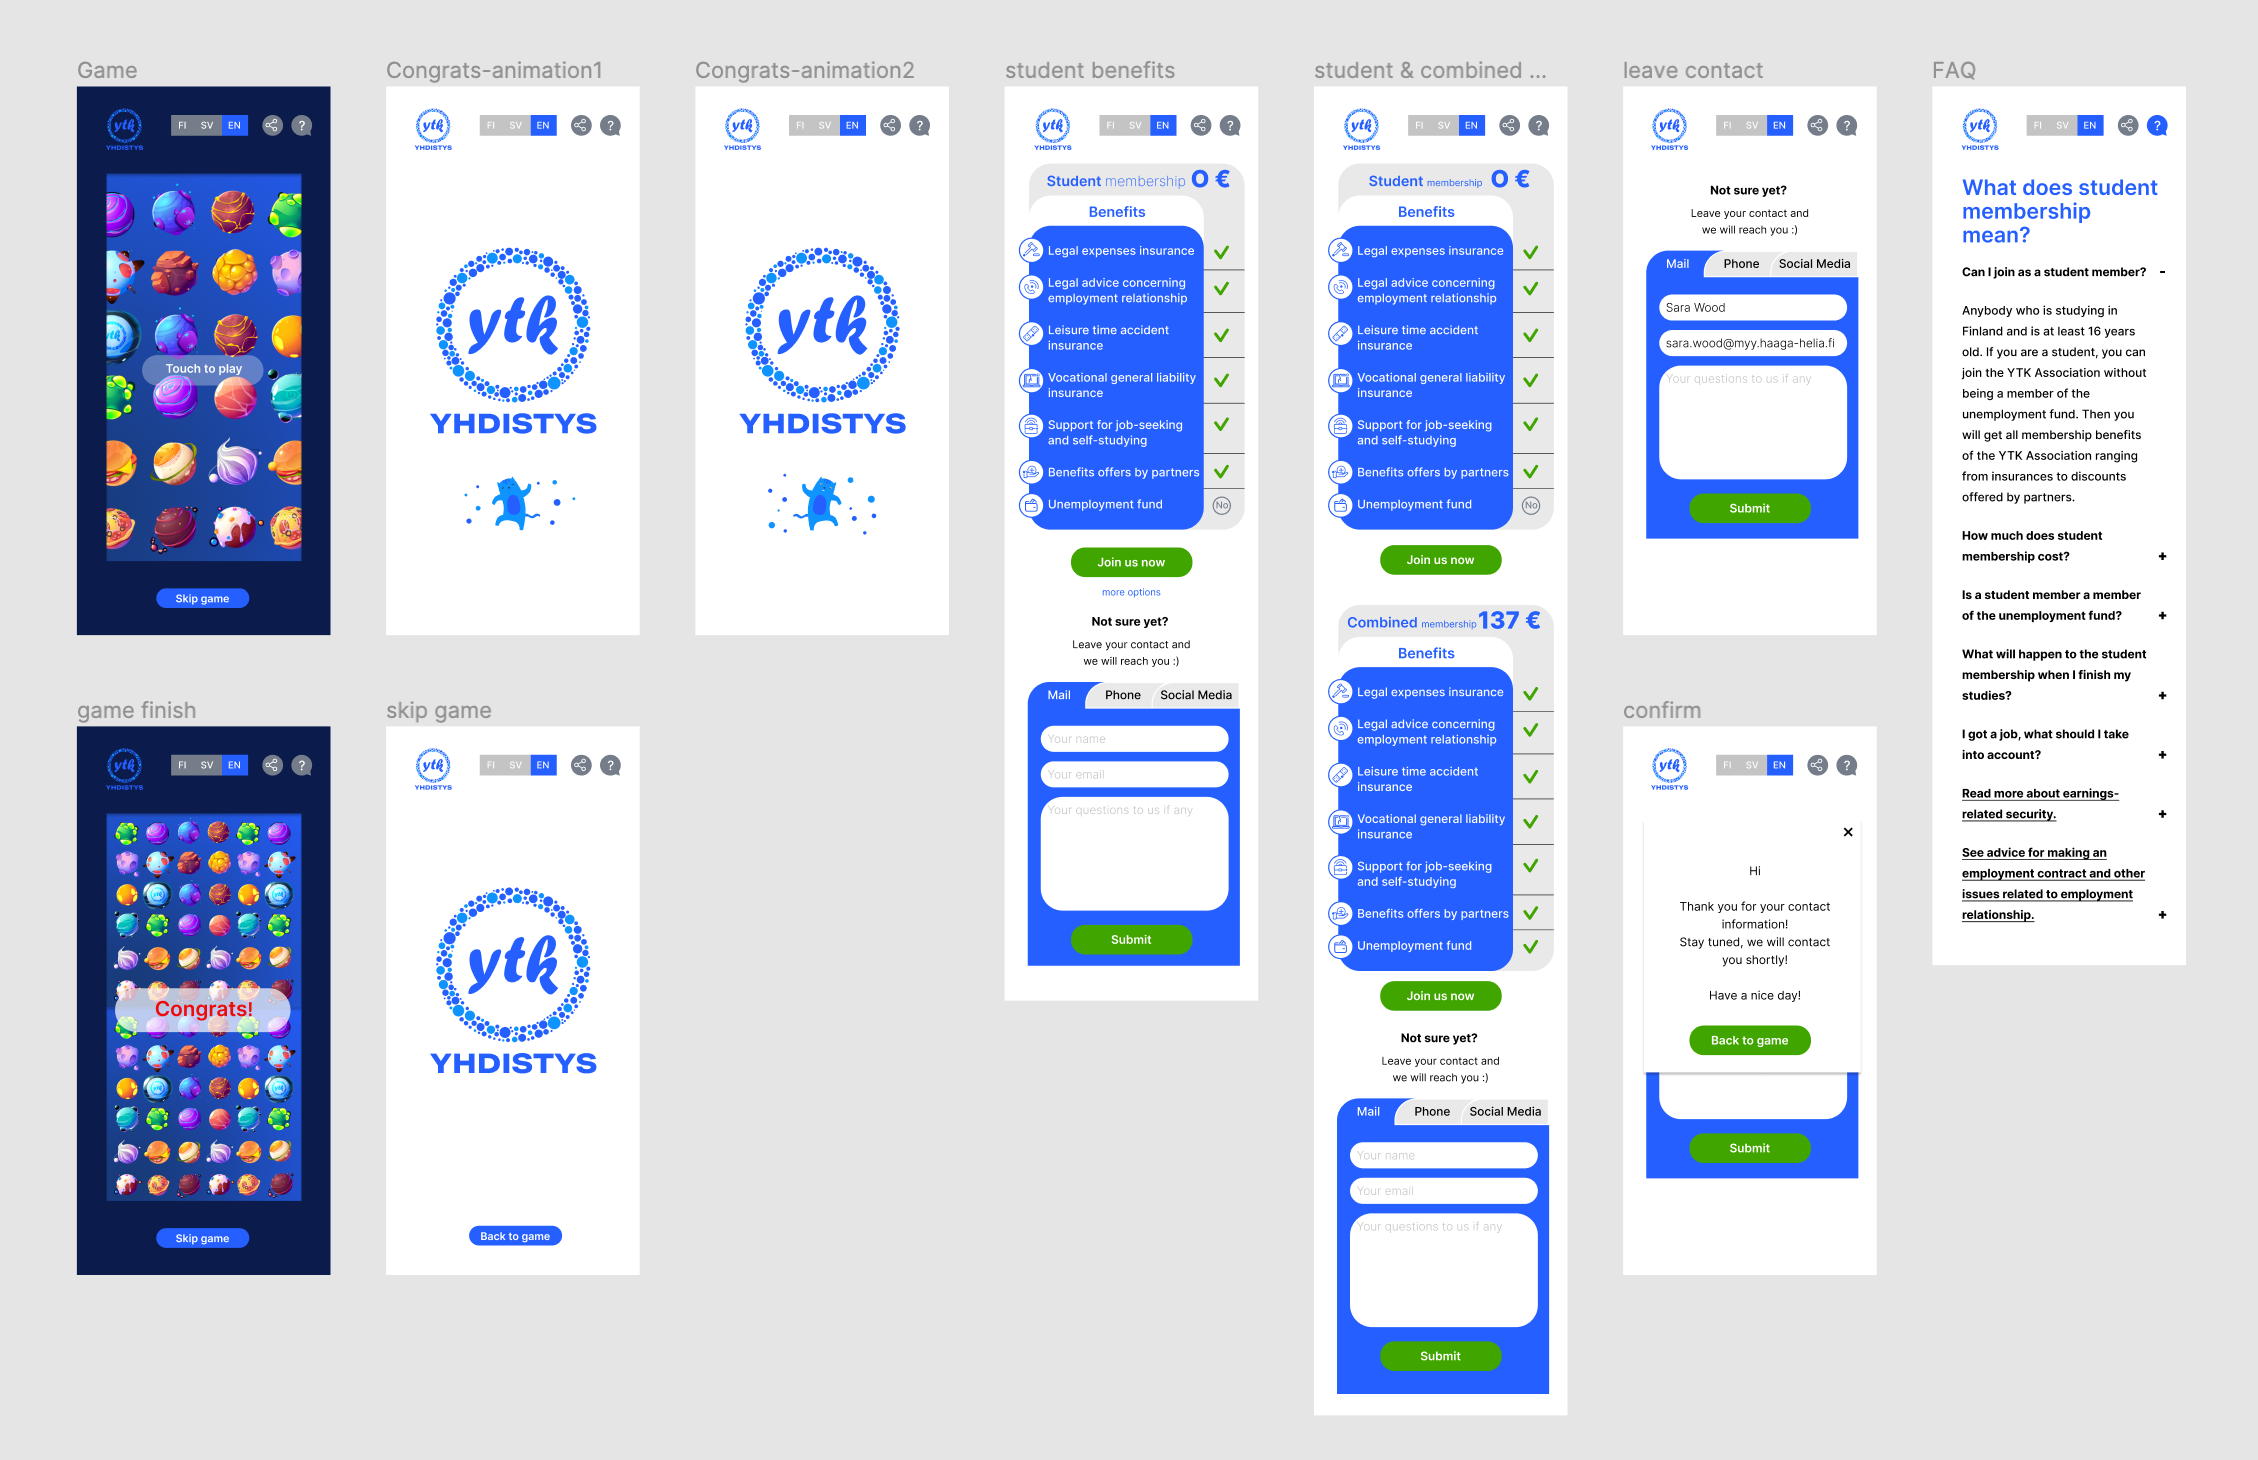 Game
ytk
YHDISTYS
FI SV EN
?
ytk
Touch to play
Skip game
Congrats-animation1
ytk
YHDISTYS
FI SV EN
?
ytk
YHDISTYS
Congrats-animation2
ytk
YHDISTYS
FI SV EN
?
ytk
YHDISTYS
student benefits
ytk
YHDISTYS
FI SV EN
?
Student membership 0 €
Benefits
Legal expenses insurance
Legal advice concerning
employment relationship
Leisure time accident
insurance
Vocational general liability
insurance
Support for job-seeking
and self-studying
Benefits offers by partners
Unemployment fund
No
Join us now
more options
Not sure yet?
Leave your contact and
we will reach you :)
Mail Phone Social Media
Your name
Your email
Your questions to us if any
Submit
student & combined ...
ytk
YHDISTYS
FI SV EN
?
Student membership 0 €
Benefits
Legal expenses insurance
Legal advice concerning
employment relationship
Leisure time accident
insurance
Vocational general liability
insurance
Support for job-seeking
and self-studying
Benefits offers by partners
Unemployment fund
No
Join us now
Combined membership 137 €
Benefits
Legal expenses insurance
Legal advice concerning
employment relationship
Leisure time accident
insurance
Vocational general liability
insurance
Support for job-seeking
and self-studying
Benefits offers by partners
Unemployment fund
Join us now
Not sure yet?
Leave your contact and
we will reach you :)
Mail Phone Social Media
Your name
Your email
Your questions to us if any
Submit
leave contact
ytk
YHDISTYS
FI SV EN
?
Not sure yet?
Leave your contact and
we will reach you :)
Mail Phone Social Media
Sara Wood
sara.wood@myy.haaga-helia.fi
Your questions to us if any
Submit
FAQ
ytk
YHDISTYS
FI SV EN
?
What does student
membership
mean?
Can I join as a student member? -
Anybody who is studying in
Finland and is at least 16 years
old. If you are a student, you can
join the YTK Association without
being a member of the
unemployment fund. Then you
will get all membership benefits
of the YTK Association ranging
from insurances to discounts
offered by partners.
How much does student
membership cost? +
Is a student member a member
of the unemployment fund? +
What will happen to the student
membership when I finish my
studies? +
I got a job, what should I take
into account? +
Read more about earnings-
related security. +
See advice for making an
employment contract and other
issues related to employment
relationship. +
game finish
ytk
YHDISTYS
FI SV EN
?
ytk
ytk
Congrats!
ytk
ytk
Skip game
skip game
ytk
YHDISTYS
FI SV EN
?
ytk
YHDISTYS
Back to game
confirm
ytk
YHDISTYS
FI SV EN
?
Hi
Thank you for your contact
information!
Stay tuned, we will contact
you shortly!
Have a nice day!
Back to game
Submit